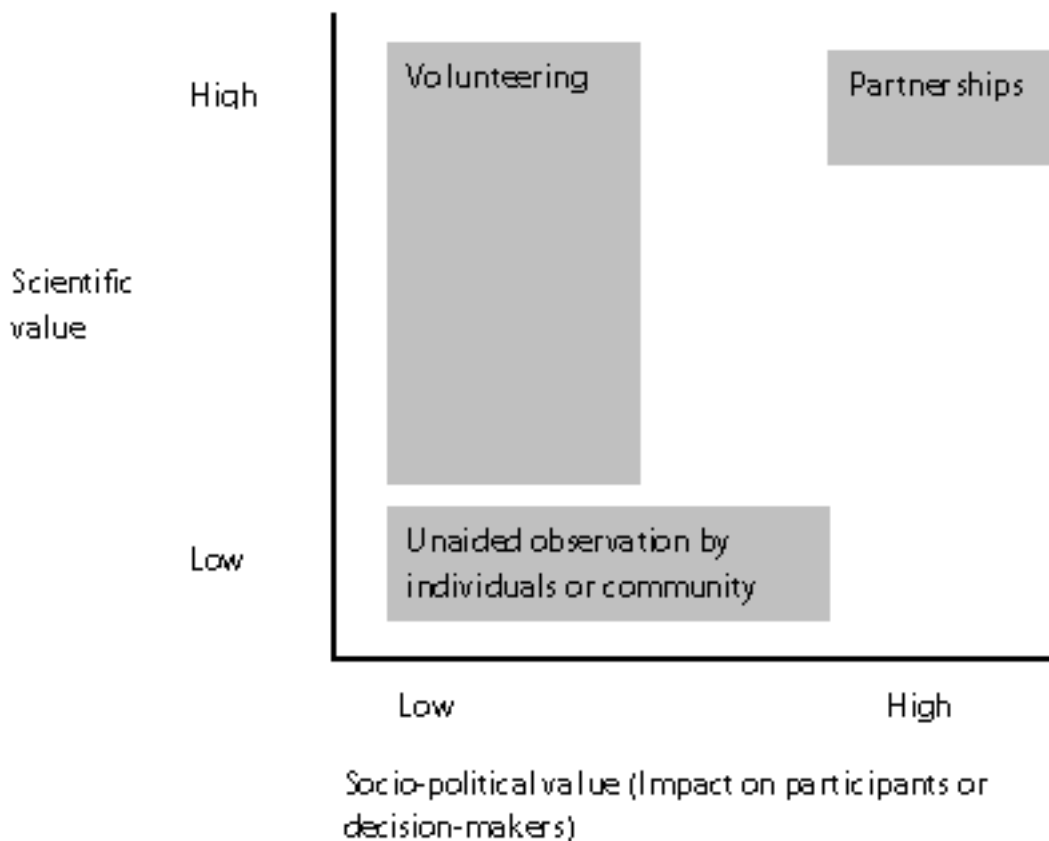 Volunteering
Partnerships
High
Scientific
value
Low
Unaided observation by
individuals or community
Low
High
Socio-political value (Impact on participants or
decision-makers)